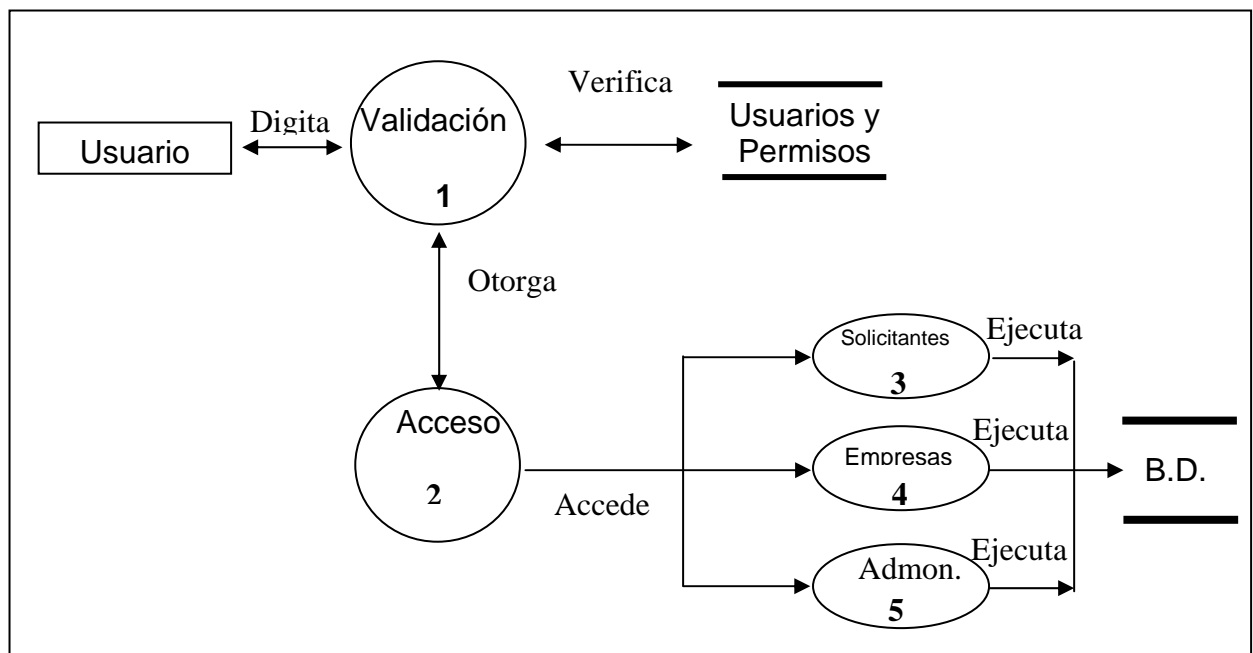 Verifica
Digita
Validación
1
Usuario
Usuarios y
Permisos
Otorga
Solicitantes
3
Ejecuta
Acceso
2
Accede
Empresas
4
Ejecuta
B.D.
Admon.
5
Ejecuta